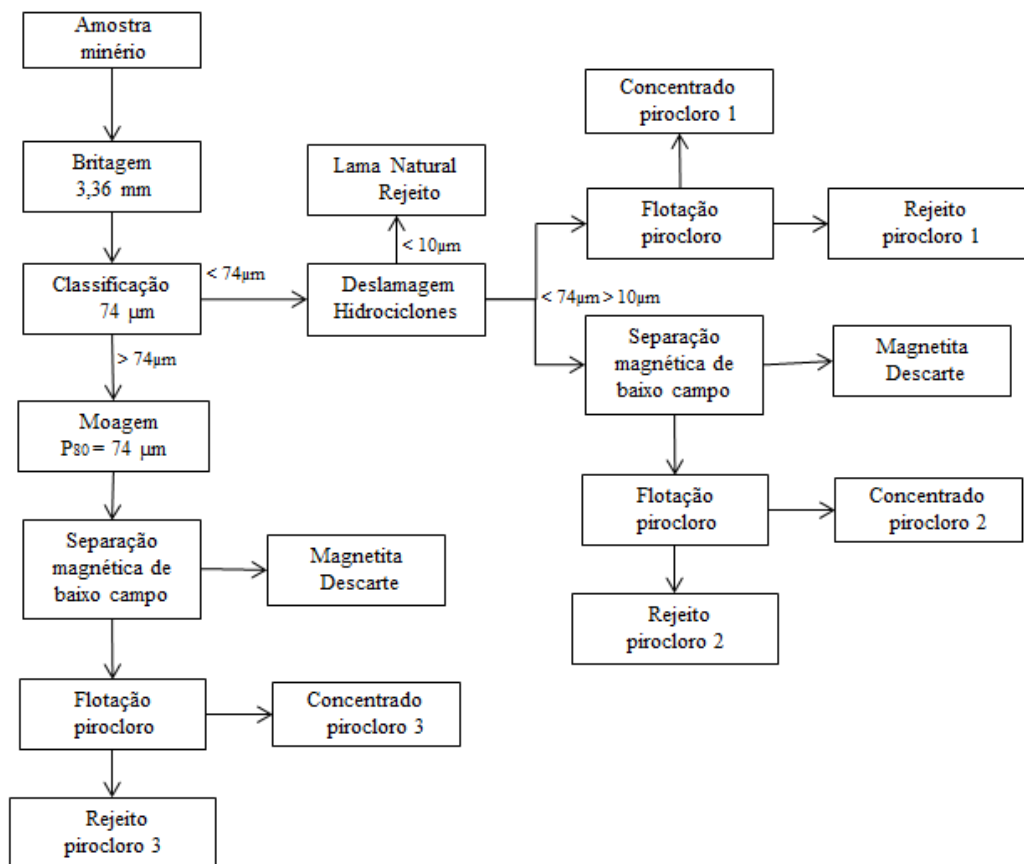 Amostra
minério
Britagem
3,36 mm
Classificação
74 µm
< 74µm
> 74µm
Moagem
P80 = 74 µm
Separação
magnética de
baixo campo
Magnetita
Descarte
Flotação
pirocloro
Concentrado
pirocloro 3
Rejeito
pirocloro 3
Lama Natural
Rejeito
< 10µm
Deslamagem
Hidrociclones
< 74µm > 10µm
Concentrado
pirocloro 1
Flotação
pirocloro
Rejeito
pirocloro 1
Separação
magnética de
baixo campo
Magnetita
Descarte
Flotação
pirocloro
Concentrado
pirocloro 2
Rejeito
pirocloro 2